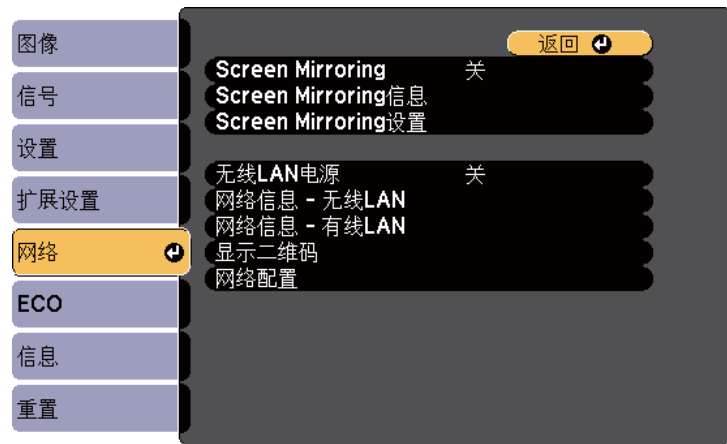 图像
信号
设置
扩展设置
网络
ECO
信息
重置
返回
Screen Mirroring 关
Screen Mirroring信息
Screen Mirroring设置
无线LAN电源 关
网络信息 - 无线LAN
网络信息 - 有线LAN
显示二维码
网络配置